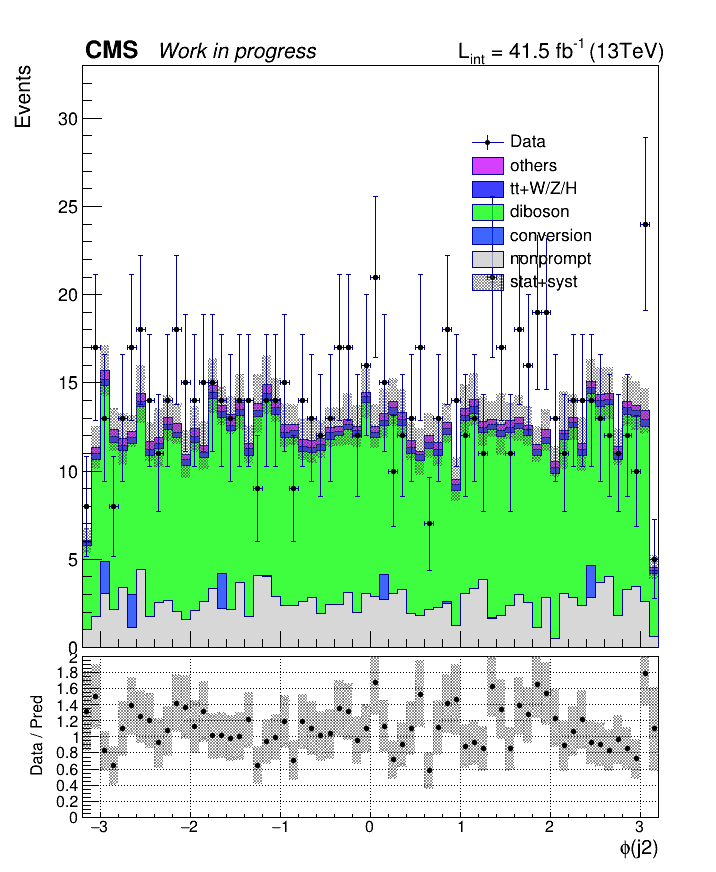 CMS Work in progress L_int = 41.5 fb^-1 (13TeV)
Events
30
25
20
15
10
5
0
Data
others
tt+W/Z/H
diboson
conversion
nonprompt
stat+syst
Data / Pred
2
1.8
1.6
1.4
1.2
1
0.8
0.6
0.4
0.2
0
−3 −2 −1 0 1 2 3
ϕ(j2)